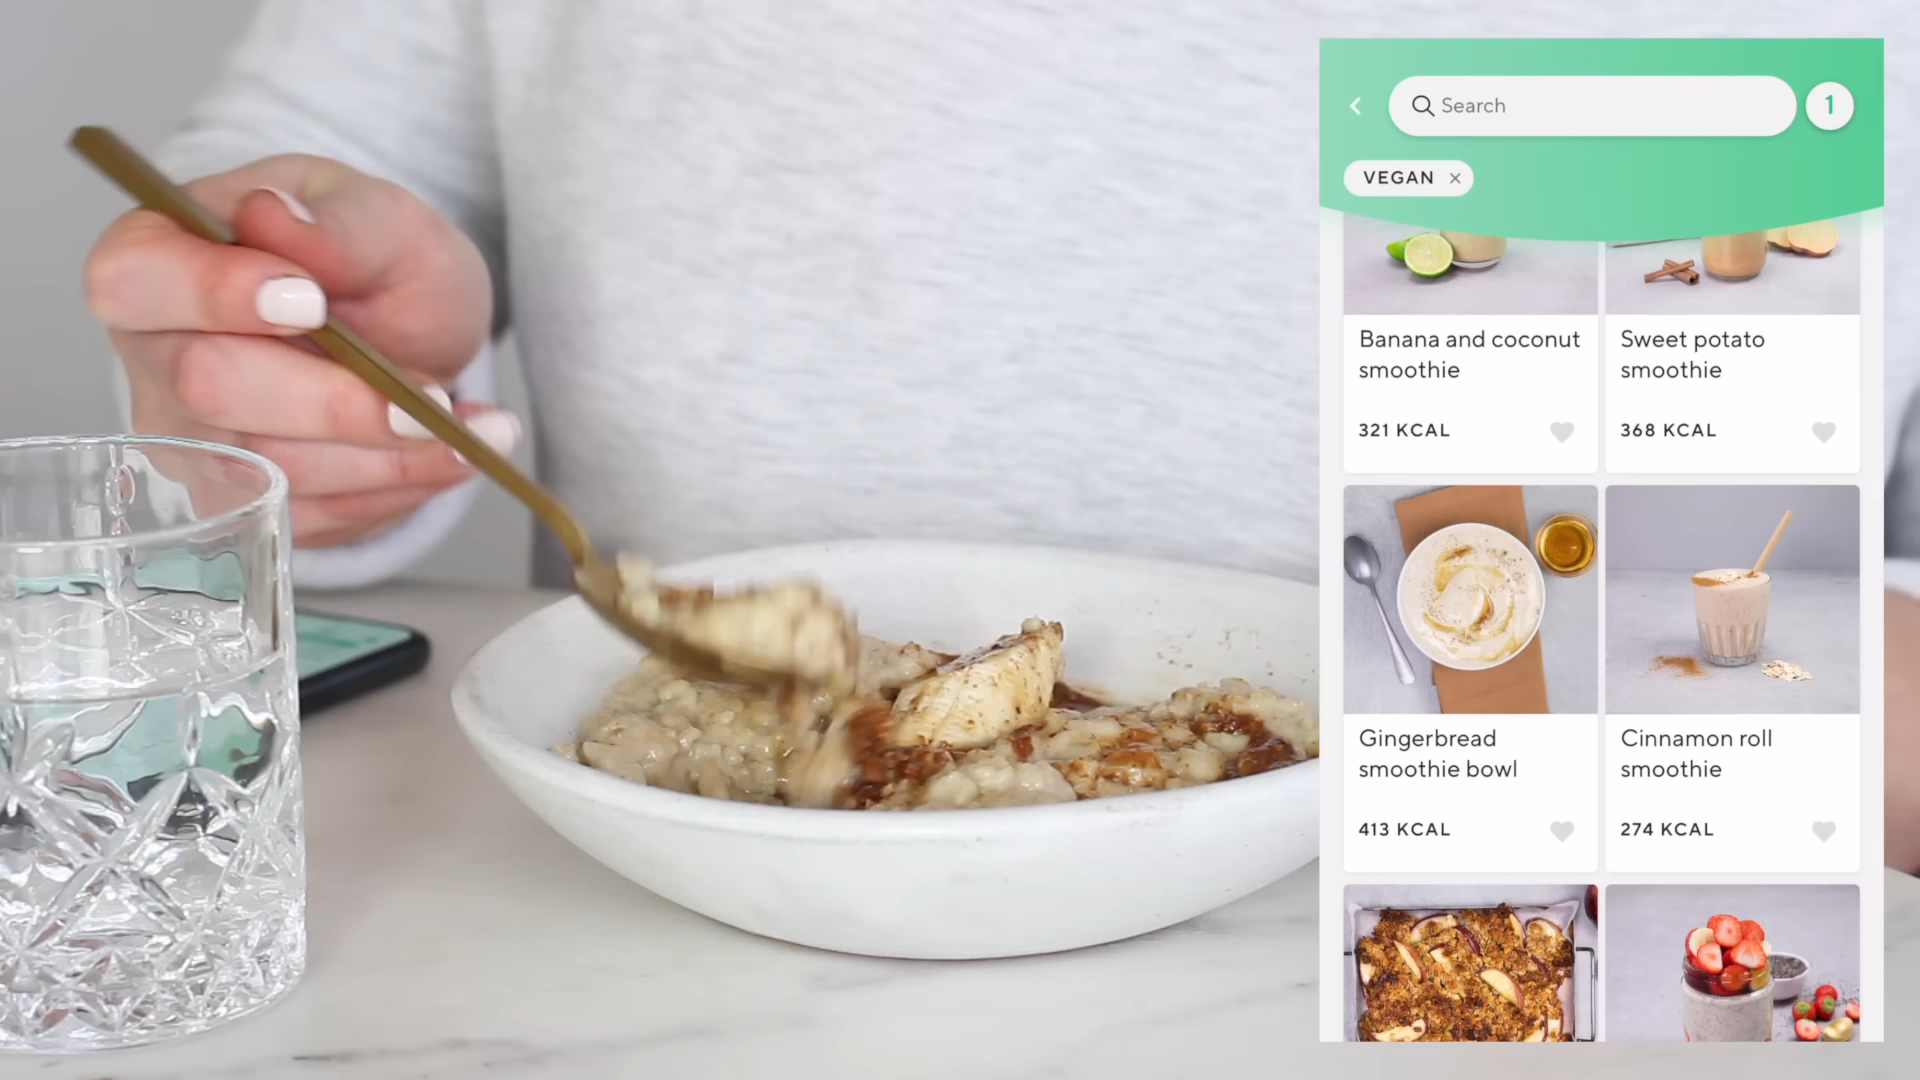 Search
1
VEGAN ×
Banana and coconut
smoothie
321 KCAL
Sweet potato
smoothie
368 KCAL
Gingerbread
smoothie bowl
413 KCAL
Cinnamon roll
smoothie
274 KCAL